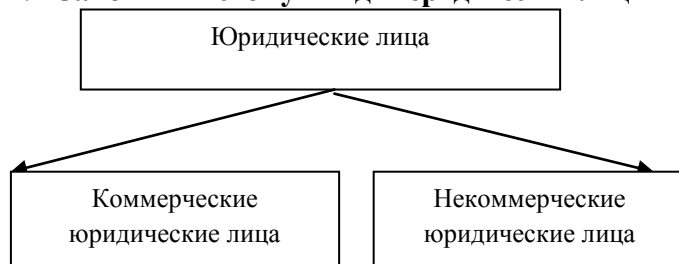 Юридические лица
Коммерческие
юридические лица
Некоммерческие
юридические лица